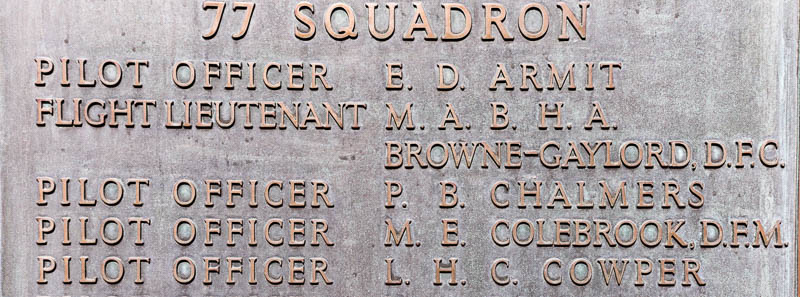 77 SQUADRON
PILOT OFFICER E. D. ARMIT
FLIGHT LIEUTENANT M. A. B. H. A.
BROWNE-GAYLORD, D.F.C.
PILOT OFFICER P. B. CHALMERS
PILOT OFFICER M. E. COLEBROOK, D.F.M.
PILOT OFFICER L. H. C. COWPER